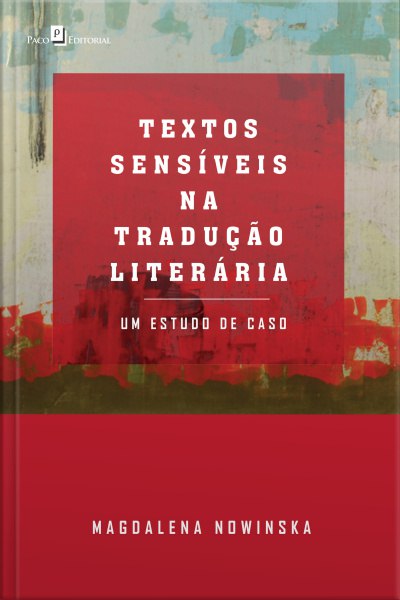 PACO EDITORIAL
P
TEXTOS
SENSÍVEIS
NA
TRADUÇÃO
LITERÁRIA
UM ESTUDO DE CASO
MAGDALENA NOWINSKA